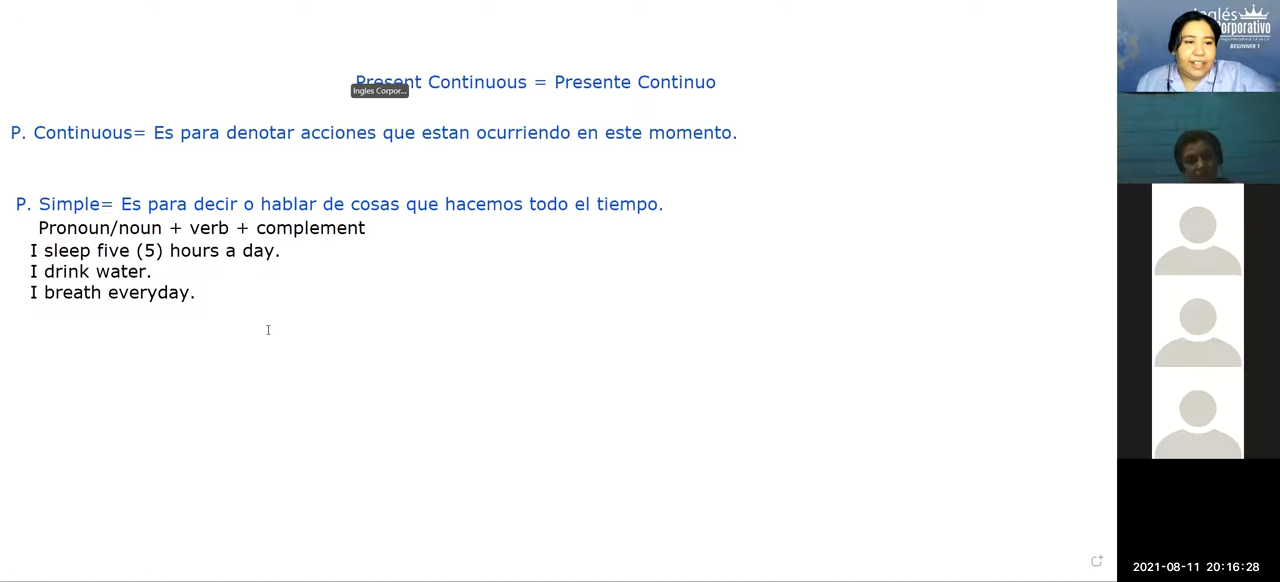 Present Continuous = Presente Continuo
Ingles Corpor...
P. Continuous= Es para denotar acciones que estan ocurriendo en este momento.
P. Simple= Es para decir o hablar de cosas que hacemos todo el tiempo.
Pronoun/noun + verb + complement
I sleep five (5) hours a day.
I drink water.
I breath everyday.
BEGINNER 1
2021-08-11 20:16:28